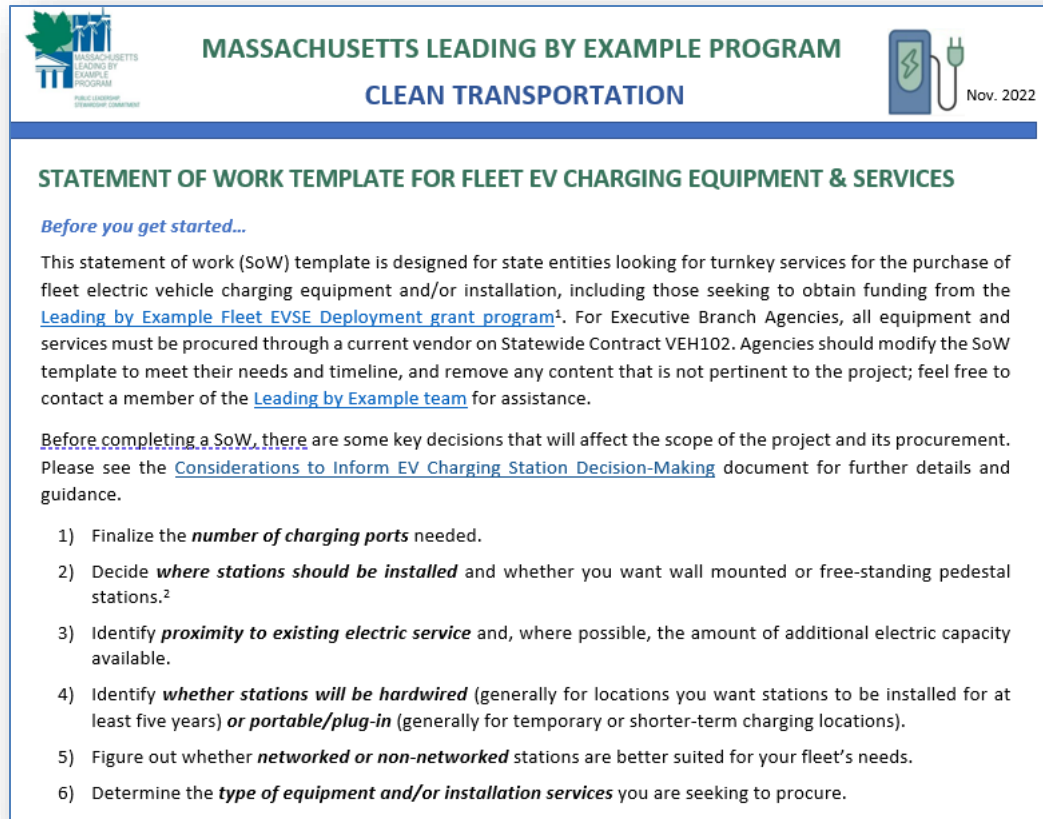 MASSACHUSETTS
LEADING BY
EXAMPLE
PROGRAM
PUBLIC LEADERSHIP
STEWARDSHIP, COMMITMENT
MASSACHUSETTS LEADING BY EXAMPLE PROGRAM
CLEAN TRANSPORTATION
Nov. 2022
STATEMENT OF WORK TEMPLATE FOR FLEET EV CHARGING EQUIPMENT & SERVICES
Before you get started…
This statement of work (SoW) template is designed for state entities looking for turnkey services for the purchase of
fleet electric vehicle charging equipment and/or installation, including those seeking to obtain funding from the
Leading by Example Fleet EVSE Deployment grant program¹. For Executive Branch Agencies, all equipment and
services must be procured through a current vendor on Statewide Contract VEH102. Agencies should modify the SoW
template to meet their needs and timeline, and remove any content that is not pertinent to the project; feel free to
contact a member of the Leading by Example team for assistance.
Before completing a SoW, there are some key decisions that will affect the scope of the project and its procurement.
Please see the Considerations to Inform EV Charging Station Decision-Making document for further details and
guidance.
1) Finalize the number of charging ports needed.
2) Decide where stations should be installed and whether you want wall mounted or free-standing pedestal
stations.²
3) Identify proximity to existing electric service and, where possible, the amount of additional electric capacity
available.
4) Identify whether stations will be hardwired (generally for locations you want stations to be installed for at
least five years) or portable/plug-in (generally for temporary or shorter-term charging locations).
5) Figure out whether networked or non-networked stations are better suited for your fleet’s needs.
6) Determine the type of equipment and/or installation services you are seeking to procure.